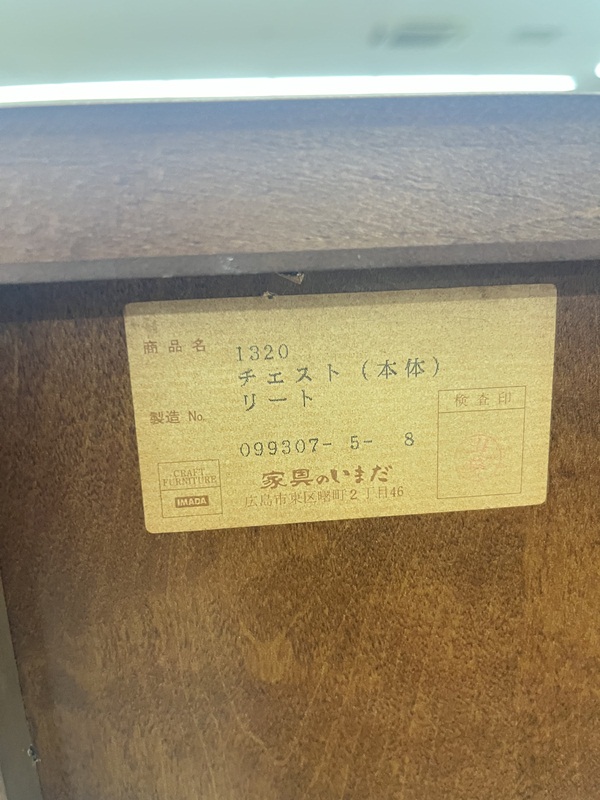 商品名 1320
チェスト(本体)
リート
製造 No.
099307- 5- 8
検査印
CRAFT
FURNITURE
IMADA
家具のいまだ
広島市東区曙町2丁目46